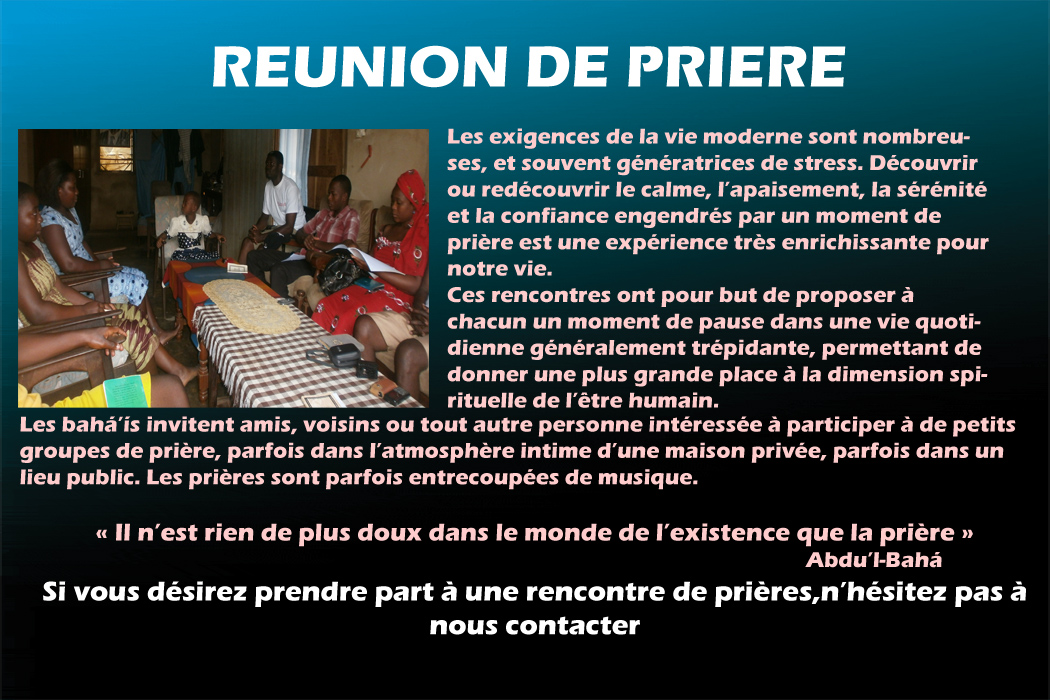 REUNION DE PRIERE
Les exigences de la vie moderne sont nombreu-
ses, et souvent génératrices de stress. Découvrir
ou redécouvrir le calme, l'apaisement, la sérénité
et la confiance engendrés par un moment de
prière est une expérience très enrichissante pour
notre vie.
Ces rencontres ont pour but de proposer à
chacun un moment de pause dans une vie quoti-
dienne généralement trépidante, permettant de
donner une plus grande place à la dimension spi-
rituelle de l'être humain.
Les bahá'ís invitent amis, voisins ou tout autre personne intéressée à participer à de petits
groupes de prière, parfois dans l'atmosphère intime d'une maison privée, parfois dans un
lieu public. Les prières sont parfois entrecoupées de musique.
« Il n'est rien de plus doux dans le monde de l'existence que la prière »
Abdu'l-Bahá
Si vous désirez prendre part à une rencontre de prières,n'hésitez pas à
nous contacter